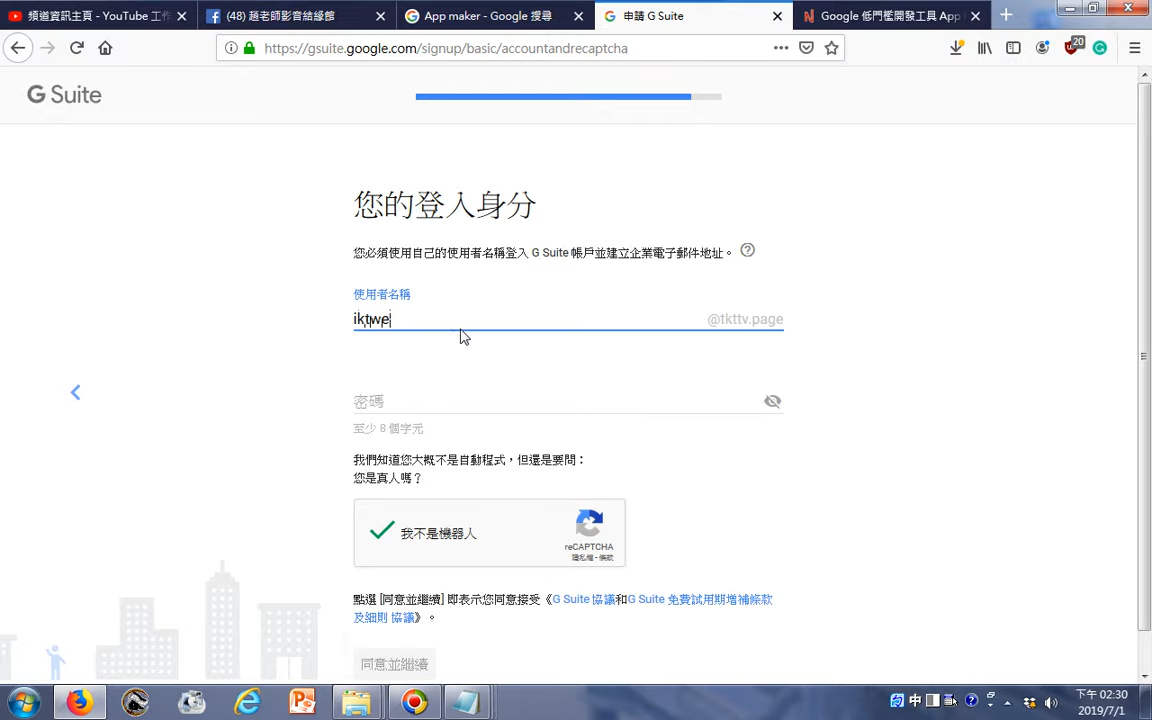 頻道資訊主頁 - YouTube 工作
(48) 趙老師影音結緣館
App maker - Google 搜尋
申請 G Suite
Google 低門檻開發工具 App
https://gsuite.google.com/signup/basic/accountandrecaptcha
20
G Suite
您的登入身分
您必須使用自己的使用者名稱登入 G Suite 帳戶並建立企業電子郵件地址。
使用者名稱
iktwe
@tkttv.page
密碼
至少 8 個字元
我們知道您大概不是自動程式，但還是要問：
您是真人嗎？
我不是機器人
reCAPTCHA
隱私權 - 條款
點選 [同意並繼續] 即表示您同意接受《G Suite 協議和G Suite 免費試用期增補條款
及細則 協議》。
同意並繼續
中
下午 02:30
2019/7/1